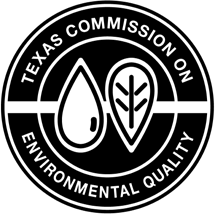 TEXAS COMMISSION ON
ENVIRONMENTAL QUALITY